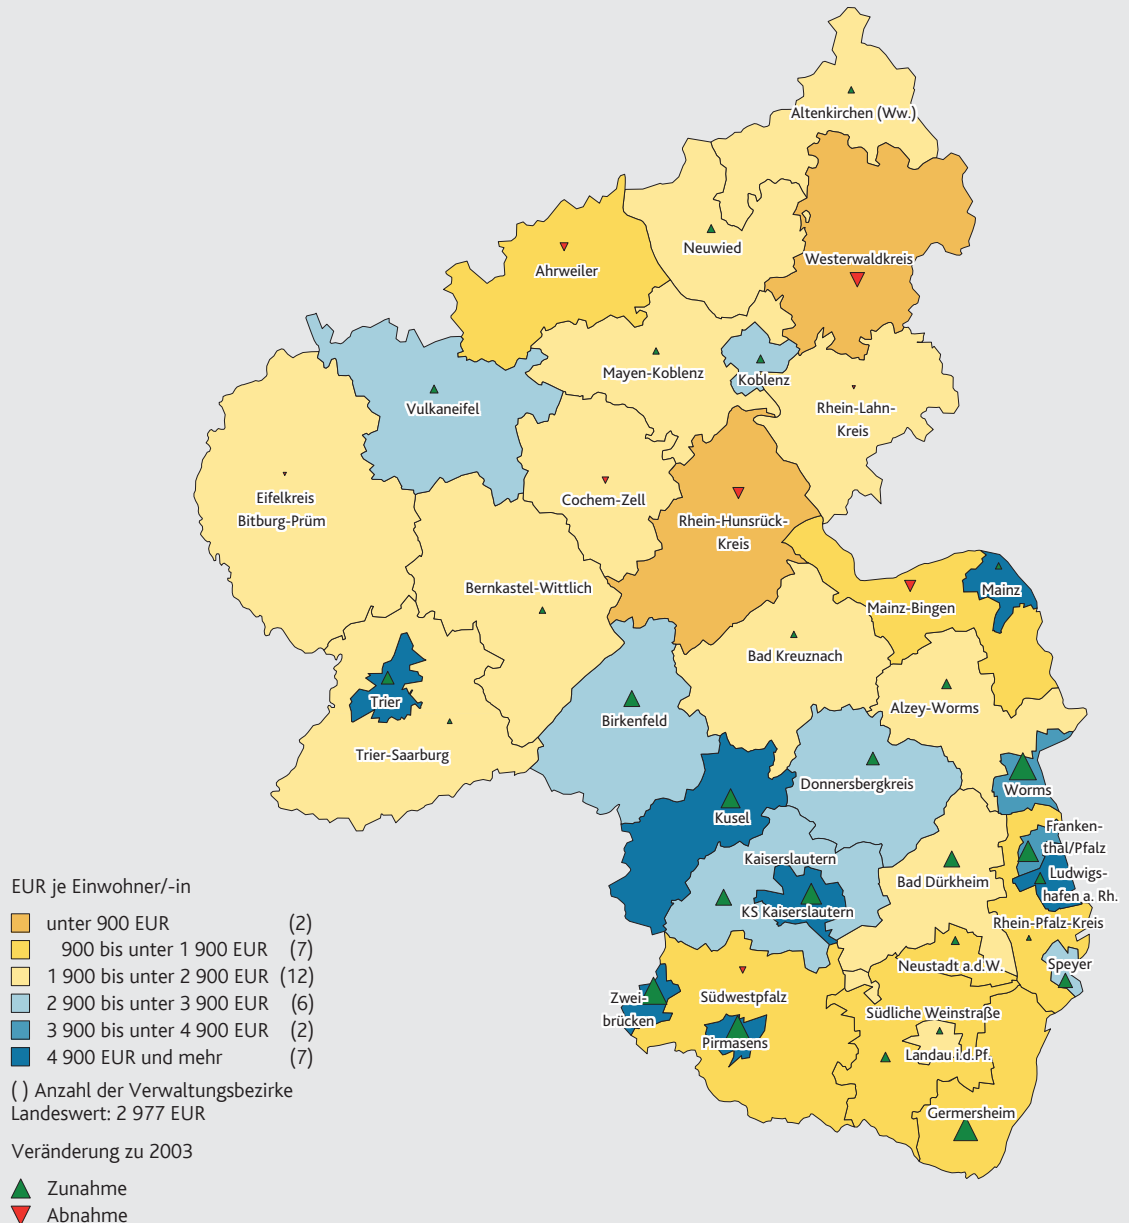 Altenkirchen (Ww.)
Neuwied
Westerwaldkreis
Ahrweiler
Mayen-Koblenz
Koblenz
Vulkaneifel
Rhein-Lahn-
Kreis
Eifelkreis
Bitburg-Prüm
Cochem-Zell
Rhein-Hunsrück-
Kreis
Bernkastel-Wittlich
Mainz-Bingen
Mainz
Bad Kreuznach
Trier
Trier-Saarburg
Birkenfeld
Alzey-Worms
Donnersbergkreis
Worms
Kusel
Franken-
thal/Pfalz
Kaiserslautern
Ludwigs-
hafen a. Rh.
Bad Dürkheim
KS Kaiserslautern
Rhein-Pfalz-Kreis
Neustadt a.d.W.
Speyer
Zwei-
brücken
Südwestpfalz
Südliche Weinstraße
Pirmasens
Landau i.d.Pf.
Germersheim
EUR je Einwohner/-in
unter 900 EUR (2)
900 bis unter 1 900 EUR (7)
1 900 bis unter 2 900 EUR (12)
2 900 bis unter 3 900 EUR (6)
3 900 bis unter 4 900 EUR (2)
4 900 EUR und mehr (7)
( ) Anzahl der Verwaltungsbezirke
Landeswert: 2 977 EUR
Veränderung zu 2003
Zunahme
Abnahme